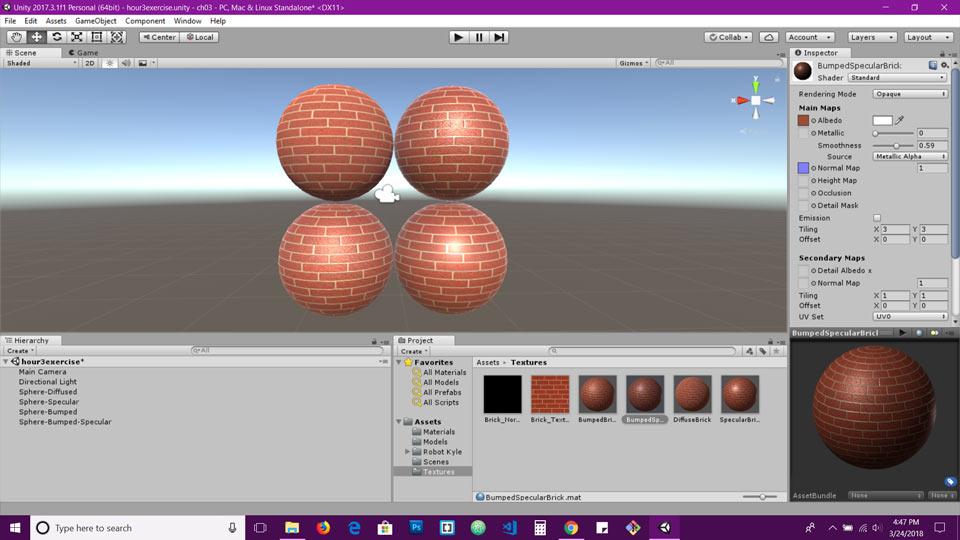 Unity 2017.3.1f1 Personal (64bit) - hour3exercise.unity - ch03 - PC, Mac & Linux Standalone* <DX11>
File Edit Assets GameObject Component Window Help
Center Local Collab Account Layers Layout
Scene Game
Shaded 2D Gizmos All
y
x
Persp
Inspector
BumpedSpecularBrick
Shader Standard
Rendering Mode Opaque
Main Maps
Albedo
Metallic 0
Smoothness 0.59
Source Metallic Alpha
Normal Map 1
Height Map
Occlusion
Detail Mask
Emission
Tiling X 3 Y 3
Offset X 0 Y 0
Secondary Maps
Detail Albedo x
Normal Map 1
Tiling X 1 Y 1
Offset X 0 Y 0
UV Set UV0
BumpedSpecularBricl
AssetBundle None None
Hierarchy
Create All
hour3exercise*
Main Camera
Directional Light
Sphere-Diffused
Sphere-Specular
Sphere-Bumped
Sphere-Bumped-Specular
Project
Create
Favorites
All Materials
All Models
All Prefabs
All Scripts
Assets
Materials
Models
Robot Kyle
Scenes
Textures
Assets Textures
Brick_Nor... Brick_Text... BumpedBri... BumpedSp... DiffuseBrick SpecularBri...
BumpedSpecularBrick.mat
Type here to search
Ps
4:47 PM
3/24/2018